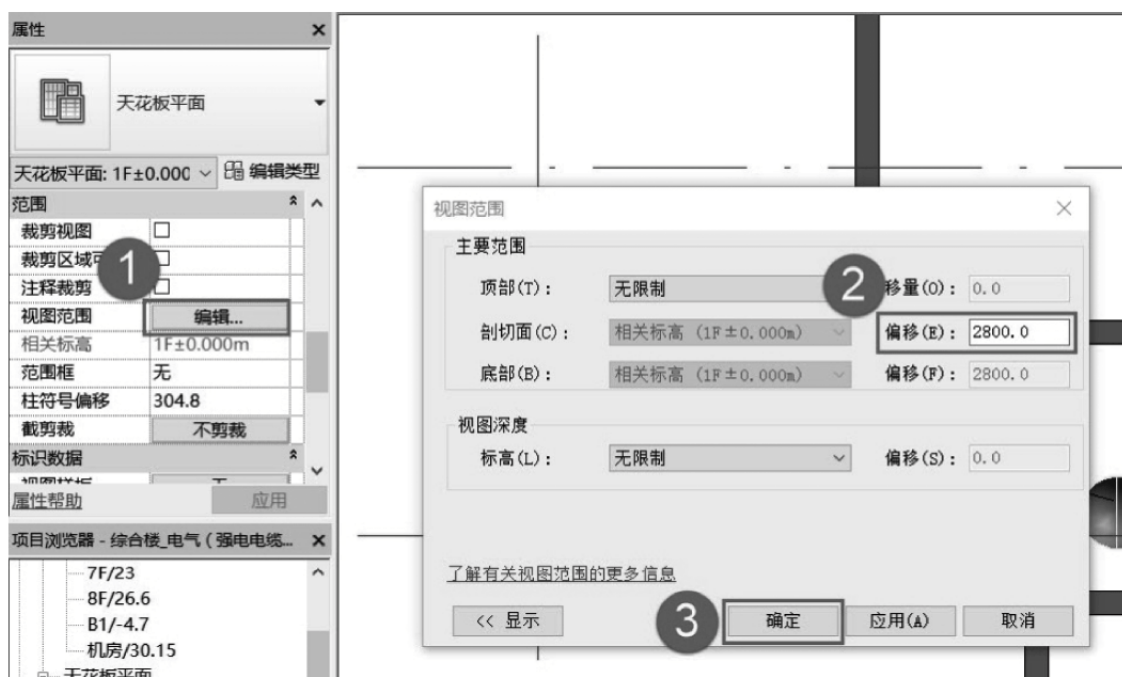 属性
天花板平面
天花板平面: 1F±0.000
编辑类型
范围
裁剪视图
裁剪区域可
注释裁剪
视图范围 编辑...
相关标高 1F±0.000m
范围框 无
柱符号偏移 304.8
截剪裁 不剪裁
标识数据
视图样板 无
属性帮助 应用
项目浏览器 - 综合楼_电气（强电电缆...
7F/23
8F/26.6
B1/-4.7
机房/30.15
天花板平面
1
视图范围
主要范围
顶部(T)： 无限制 2 移量(O)： 0.0
剖切面(C)： 相关标高 (1F±0.000m) 偏移(E)： 2800.0
底部(B)： 相关标高 (1F±0.000m) 偏移(F)： 2800.0
视图深度
标高(L)： 无限制 偏移(S)： 0.0
了解有关视图范围的更多信息
<< 显示 3 确定 应用(A) 取消